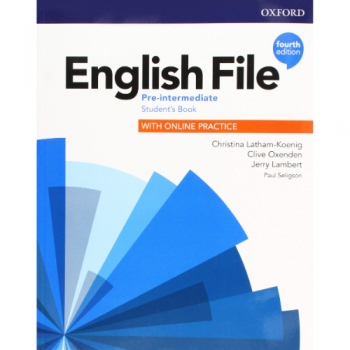 OXFORD
fourth
edition
English File
Pre-intermediate
Student's Book
WITH ONLINE PRACTICE
Christina Latham-Koenig
Clive Oxenden
Jerry Lambert
Paul Seligson